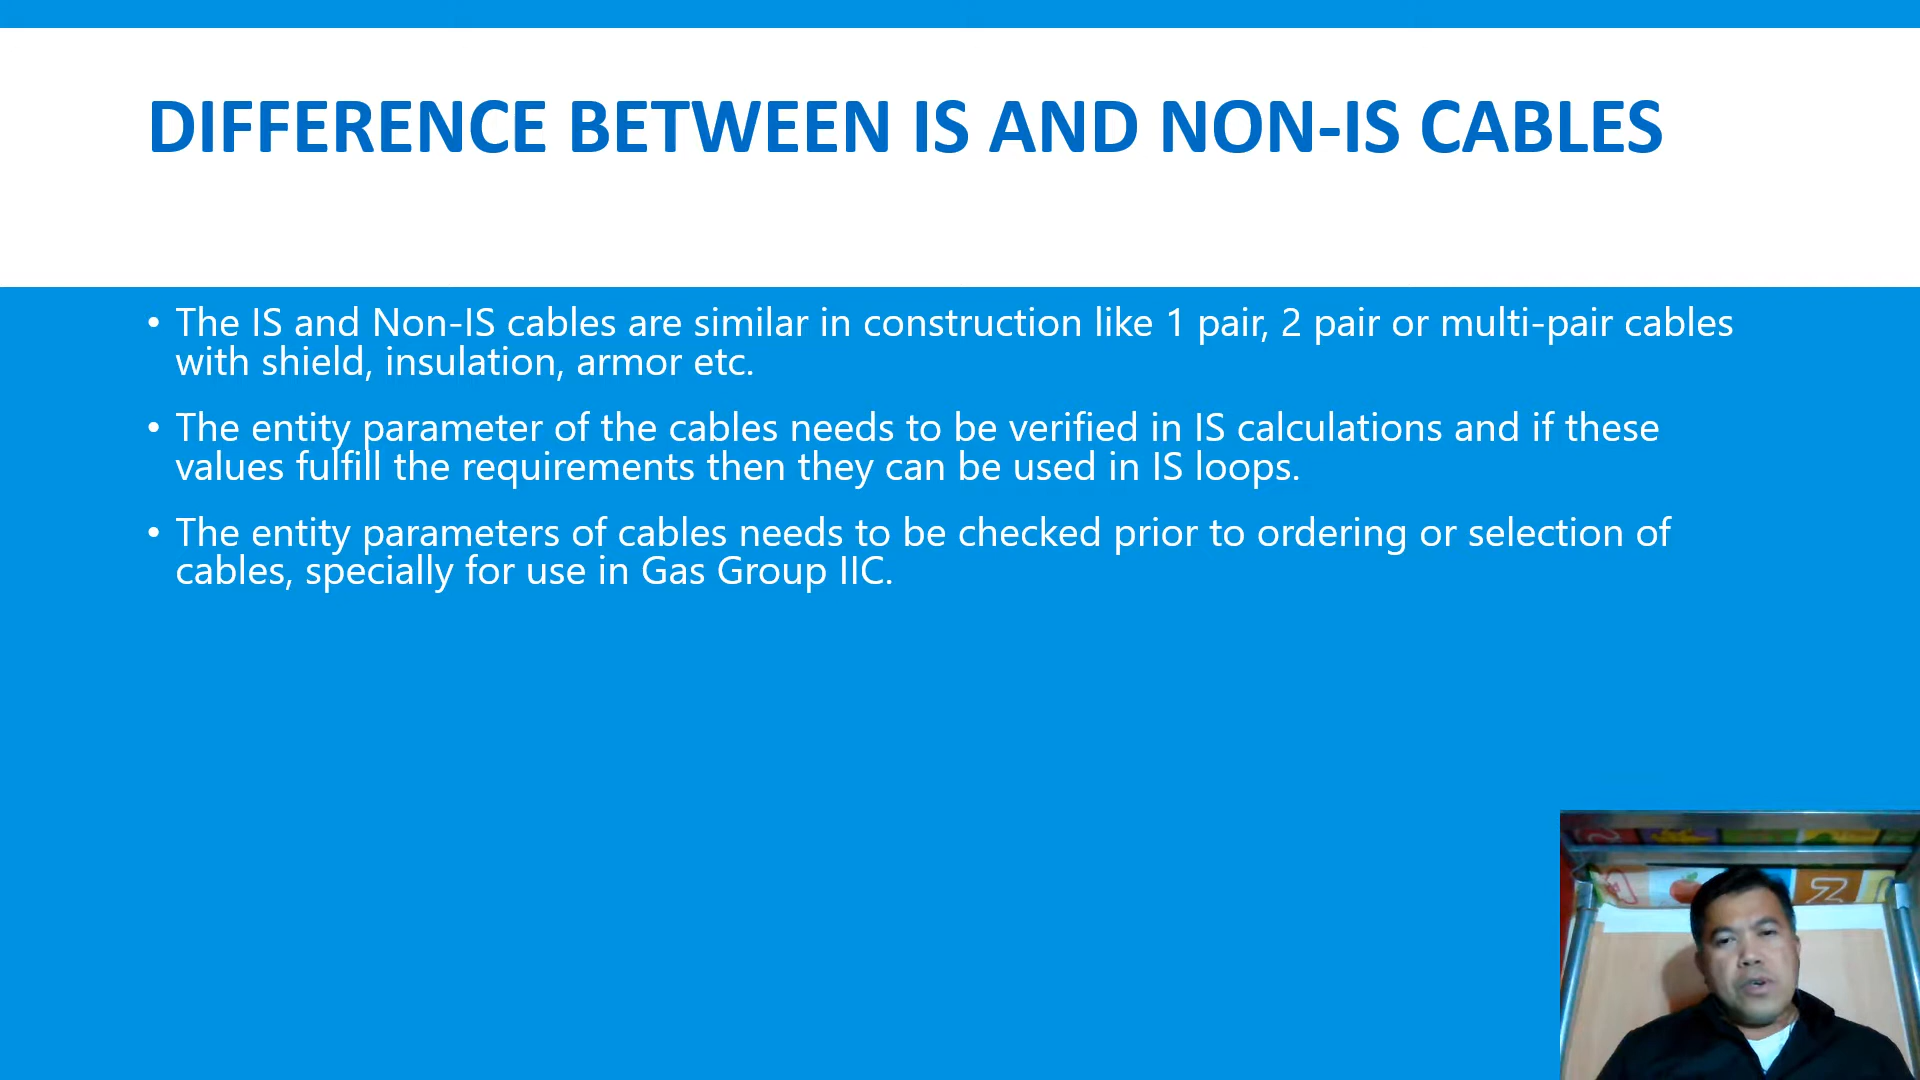 DIFFERENCE BETWEEN IS AND NON-IS CABLES
• The IS and Non-IS cables are similar in construction like 1 pair, 2 pair or multi-pair cables
with shield, insulation, armor etc.
• The entity parameter of the cables needs to be verified in IS calculations and if these
values fulfill the requirements then they can be used in IS loops.
• The entity parameters of cables needs to be checked prior to ordering or selection of
cables, specially for use in Gas Group IIC.